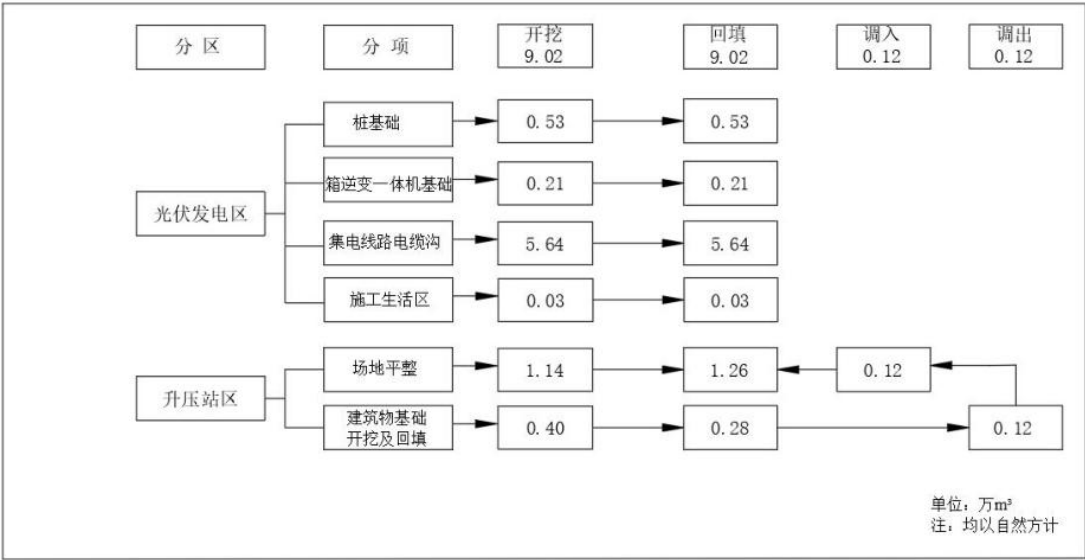 分 区
分 项
开挖
9.02
回填
9.02
调入
0.12
调出
0.12
光伏发电区
桩基础
0.53
0.53
箱逆变一体机基础
0.21
0.21
集电线路电缆沟
5.64
5.64
施工生活区
0.03
0.03
升压站区
场地平整
1.14
1.26
0.12
建筑物基础
开挖及回填
0.40
0.28
0.12
单位：万m³
注：均以自然方计